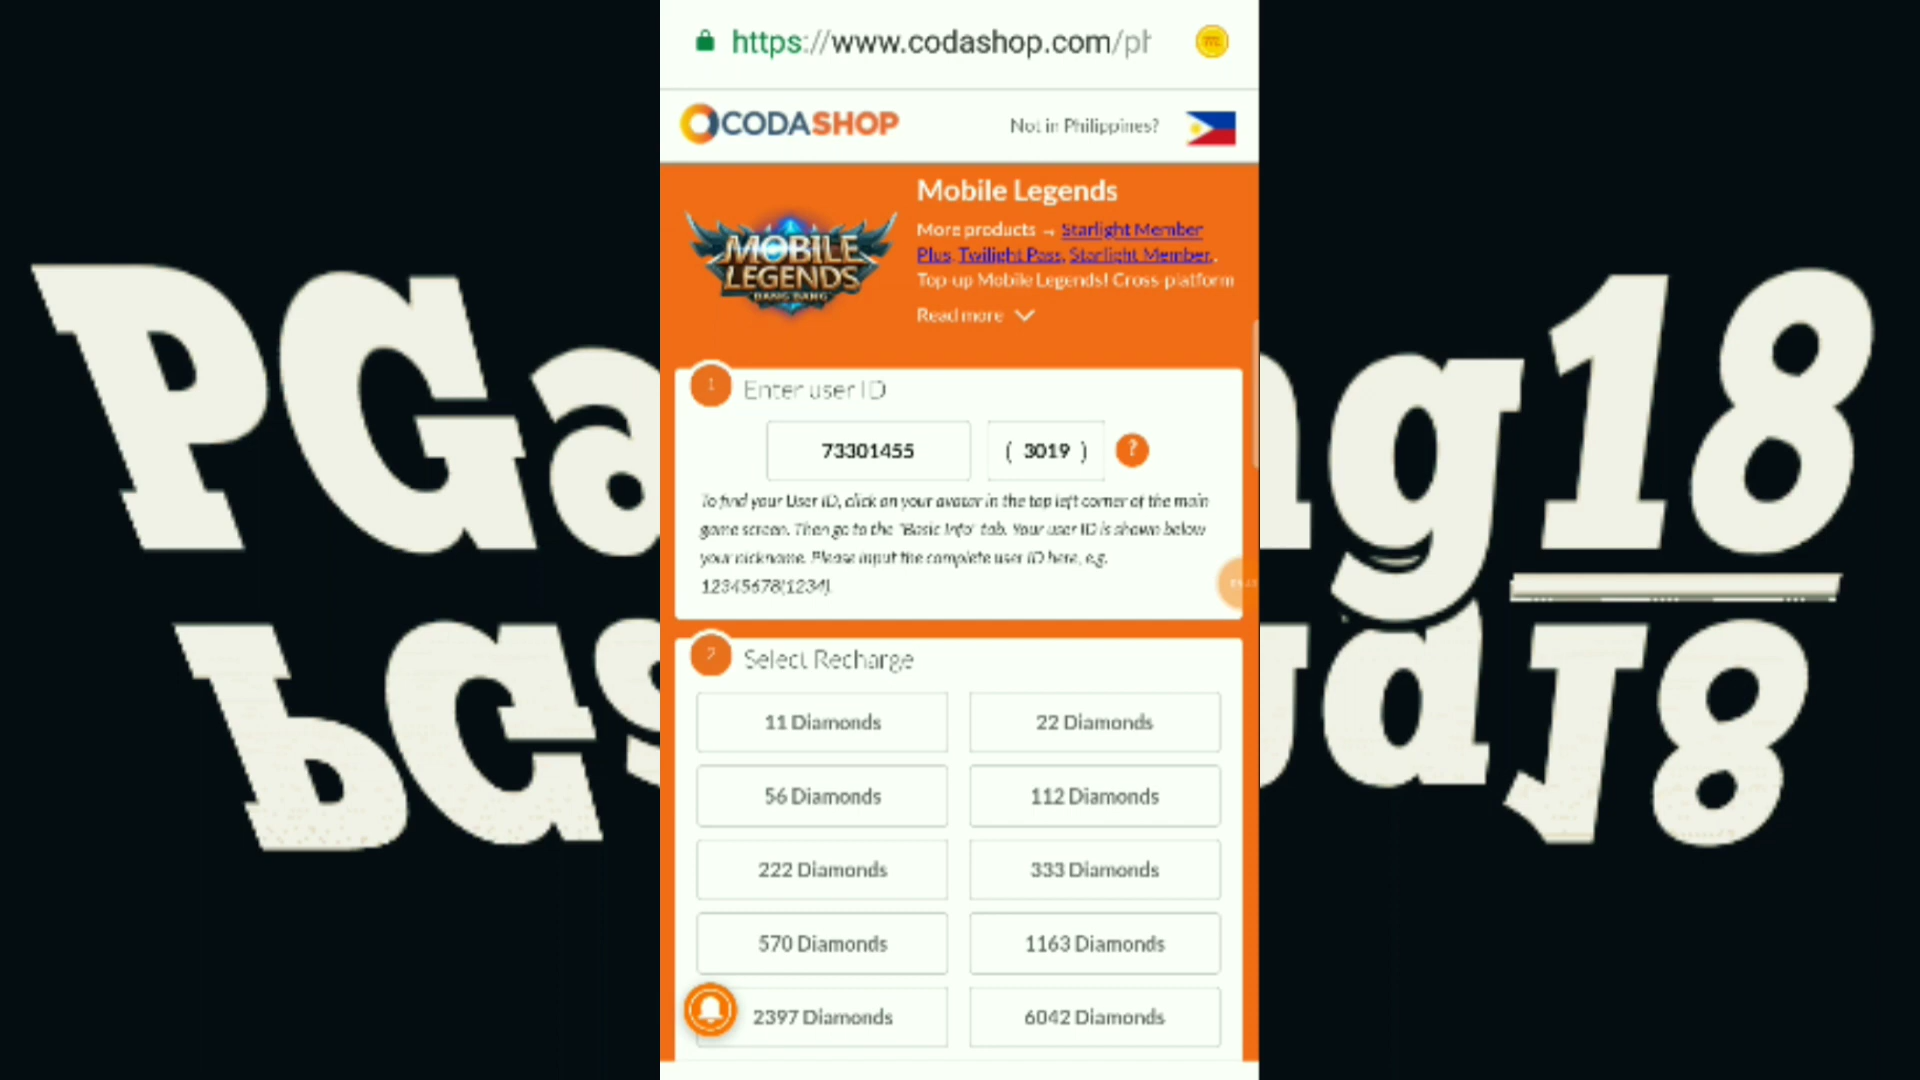 https://www.codashop.com/ph
CODASHOP
Not in Philippines?
Mobile Legends
More products → Starlight Member
Plus, Twilight Pass, Starlight Member,.
Top-up Mobile Legends! Cross platform
Read more
MOBILE
LEGENDS
BANG BANG
1 Enter user ID
73301455 ( 3019 ) ?
To find your User ID, click on your avatar in the top left corner of the main
game screen. Then go to the "Basic Info" tab. Your user ID is shown below
your nickname. Please input the complete user ID here, e.g.
12345678(1234).
2 Select Recharge
11 Diamonds
22 Diamonds
56 Diamonds
112 Diamonds
222 Diamonds
333 Diamonds
570 Diamonds
1163 Diamonds
2397 Diamonds
6042 Diamonds
PGa
g18